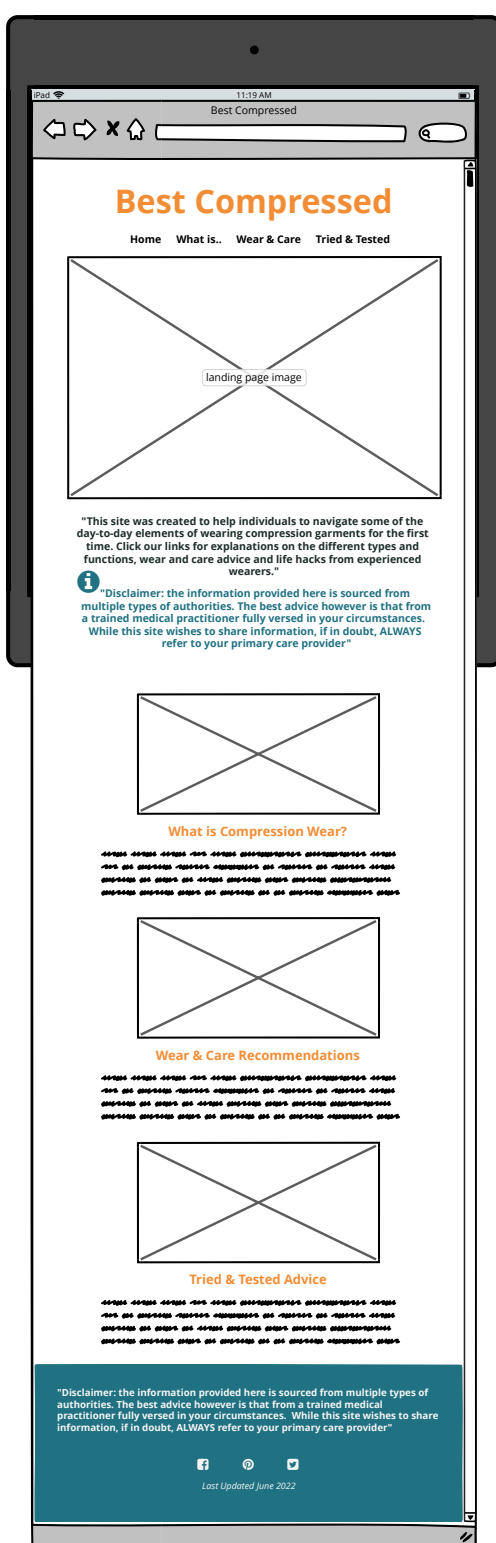 iPad 11:19 AM
Best Compressed
Best Compressed
Home What is.. Wear & Care Tried & Tested
landing page image
"This site was created to help individuals to navigate some of the
day-to-day elements of wearing compression garments for the first
time. Click our links for explanations on the different types and
functions, wear and care advice and life hacks from experienced
wearers."
"Disclaimer: the information provided here is sourced from
multiple types of authorities. The best advice however is that from
a trained medical practitioner fully versed in your circumstances.
While this site wishes to share information, if in doubt, ALWAYS
refer to your primary care provider"
What is Compression Wear?
Wear & Care Recommendations
Tried & Tested Advice
"Disclaimer: the information provided here is sourced from multiple types of
authorities. The best advice however is that from a trained medical
practitioner fully versed in your circumstances.  While this site wishes to share
information, if in doubt, ALWAYS refer to your primary care provider"
Last Updated June 2022